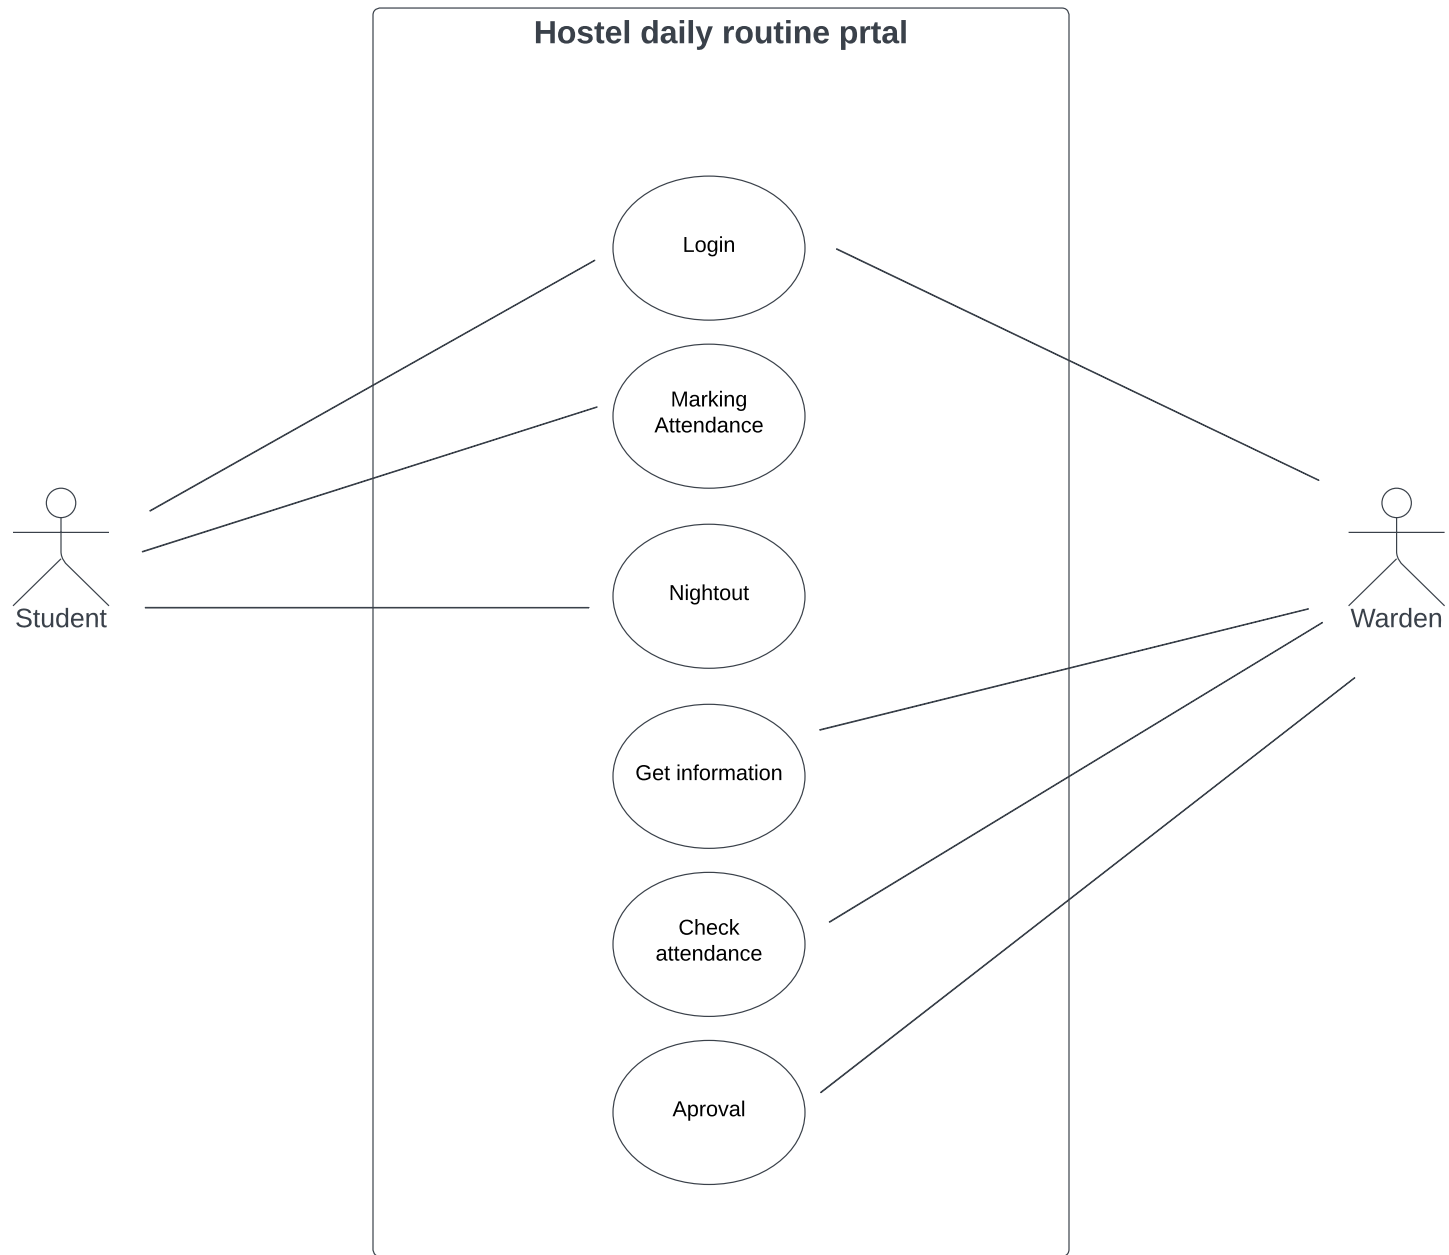 Hostel daily routine prtal
Login
Marking
Attendance
Nightout
Student
Warden
Get information
Check
attendance
Aproval